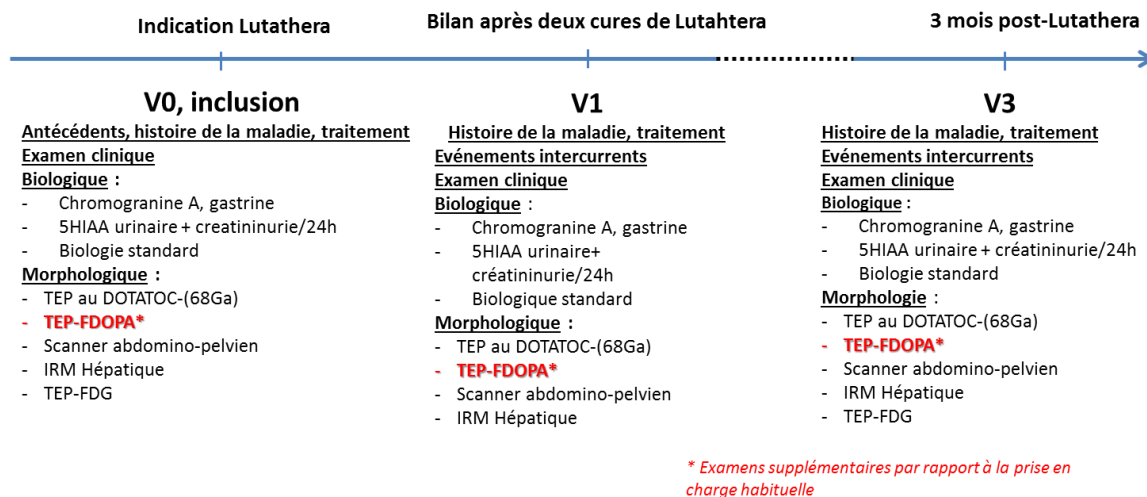 Indication Lutathera
Bilan après deux cures de Lutahtera
3 mois post-Lutathera
V0, inclusion
Antécédents, histoire de la maladie, traitement
Examen clinique
Biologique :
- Chromogranine A, gastrine
- 5HIAA urinaire + creatininurie/24h
- Biologie standard
Morphologique :
- TEP au DOTATOC-(68Ga)
- TEP-FDOPA*
- Scanner abdomino-pelvien
- IRM Hépatique
- TEP-FDG
V1
Histoire de la maladie, traitement
Evénements intercurrents
Examen clinique
Biologique :
- Chromogranine A, gastrine
- 5HIAA urinaire+
créatininurie/24h
- Biologique standard
Morphologique :
- TEP au DOTATOC-(68Ga)
- TEP-FDOPA*
- Scanner abdomino-pelvien
- IRM Hépatique
V3
Histoire de la maladie, traitement
Evénements intercurrents
Examen clinique
Biologique :
- Chromogranine A, gastrine
- 5HIAA urinaire + créatininurie/24h
- Biologie standard
Morphologie :
- TEP au DOTATOC-(68Ga)
- TEP-FDOPA*
- Scanner abdomino-pelvien
- IRM Hépatique
- TEP-FDG
* Examens supplémentaires par rapport à la prise en
charge habituelle